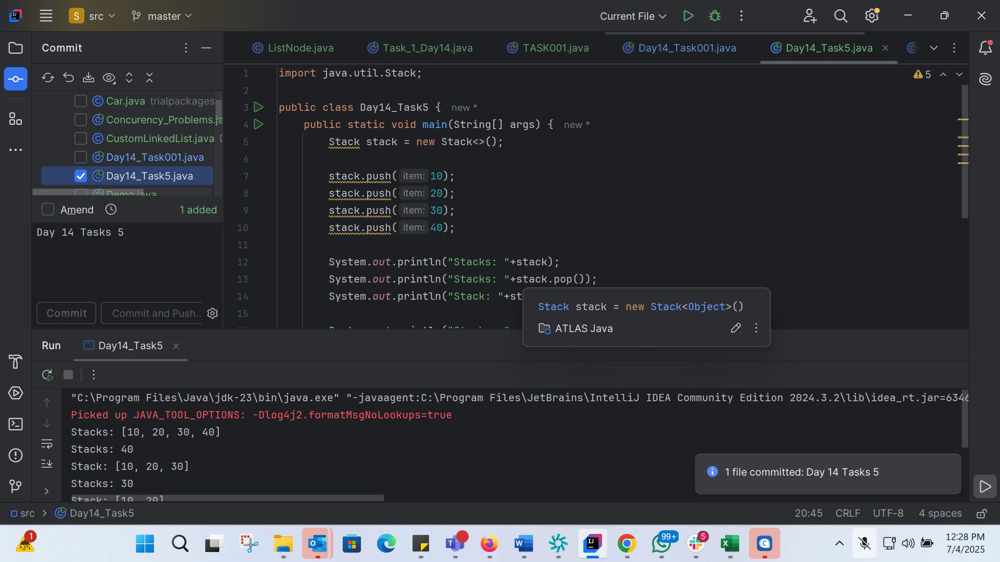 S src master Current File
Commit
ListNode.java Task_1_Day14.java TASK001.java Day14_Task001.java Day14_Task5.java
Car.java trialpackages
Concurency_Problems.ja
CustomLinkedList.java
Day14_Task001.java
Day14_Task5.java
Demo.java
Amend 1 added
Day 14 Tasks 5
Commit Commit and Push..
5
1 import java.util.Stack;
2
3 public class Day14_Task5 { new *
4 public static void main(String[] args) { new *
5 Stack stack = new Stack<>();
6
7 stack.push( item: 10);
8 stack.push( item: 20);
9 stack.push( item: 30);
10 stack.push( item: 40);
11
12 System.out.println("Stacks: "+stack);
13 System.out.println("Stacks: "+stack.pop());
14 System.out.println("Stack: "+st
15
Stack stack = new Stack<Object>()
ATLAS Java
Run Day14_Task5
"C:\Program Files\Java\jdk-23\bin\java.exe" "-javaagent:C:\Program Files\JetBrains\IntelliJ IDEA Community Edition 2024.3.2\lib\idea_rt.jar=6346
Picked up JAVA_TOOL_OPTIONS: -Dlog4j2.formatMsgNoLookups=true
Stacks: [10, 20, 30, 40]
Stacks: 40
Stack: [10, 20, 30]
Stacks: 30
Stack: [10, 20]
1 file committed: Day 14 Tasks 5
src > Day14_Task5 20:45 CRLF UTF-8 4 spaces
1 99+ 5
12:28 PM
7/4/2025